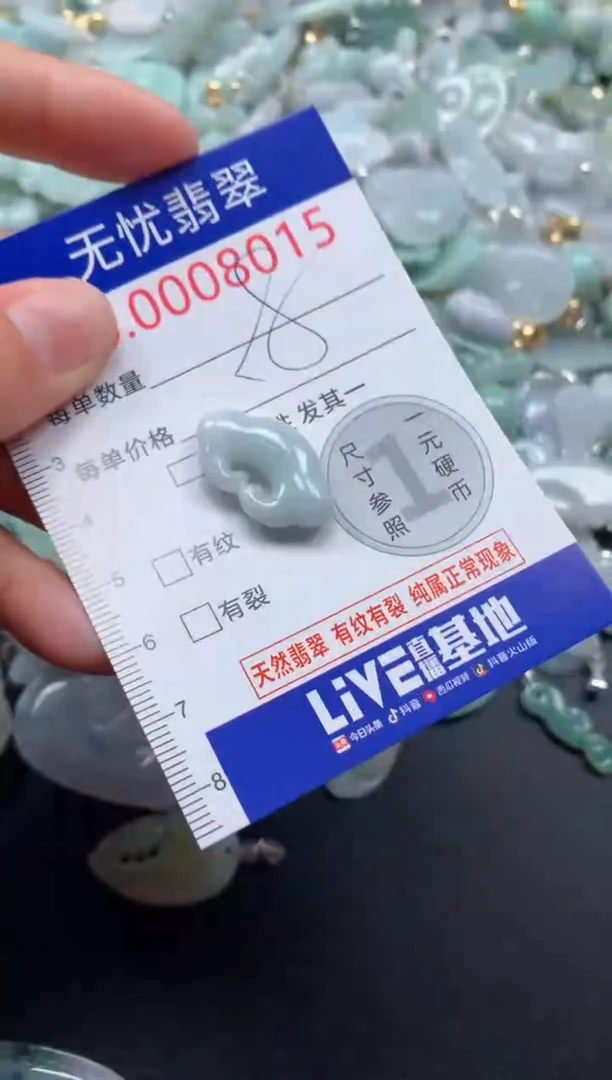 无忧翡翠
.0008015
8
每单数量
每单价格
发其一
一元硬币
尺寸参照
1
3
4
5
6
7
8
有纹
有裂
天然翡翠 有纹有裂 纯属正常现象
LiVE直播基地
头条 今日头条 抖音 西瓜视频 抖音火山版